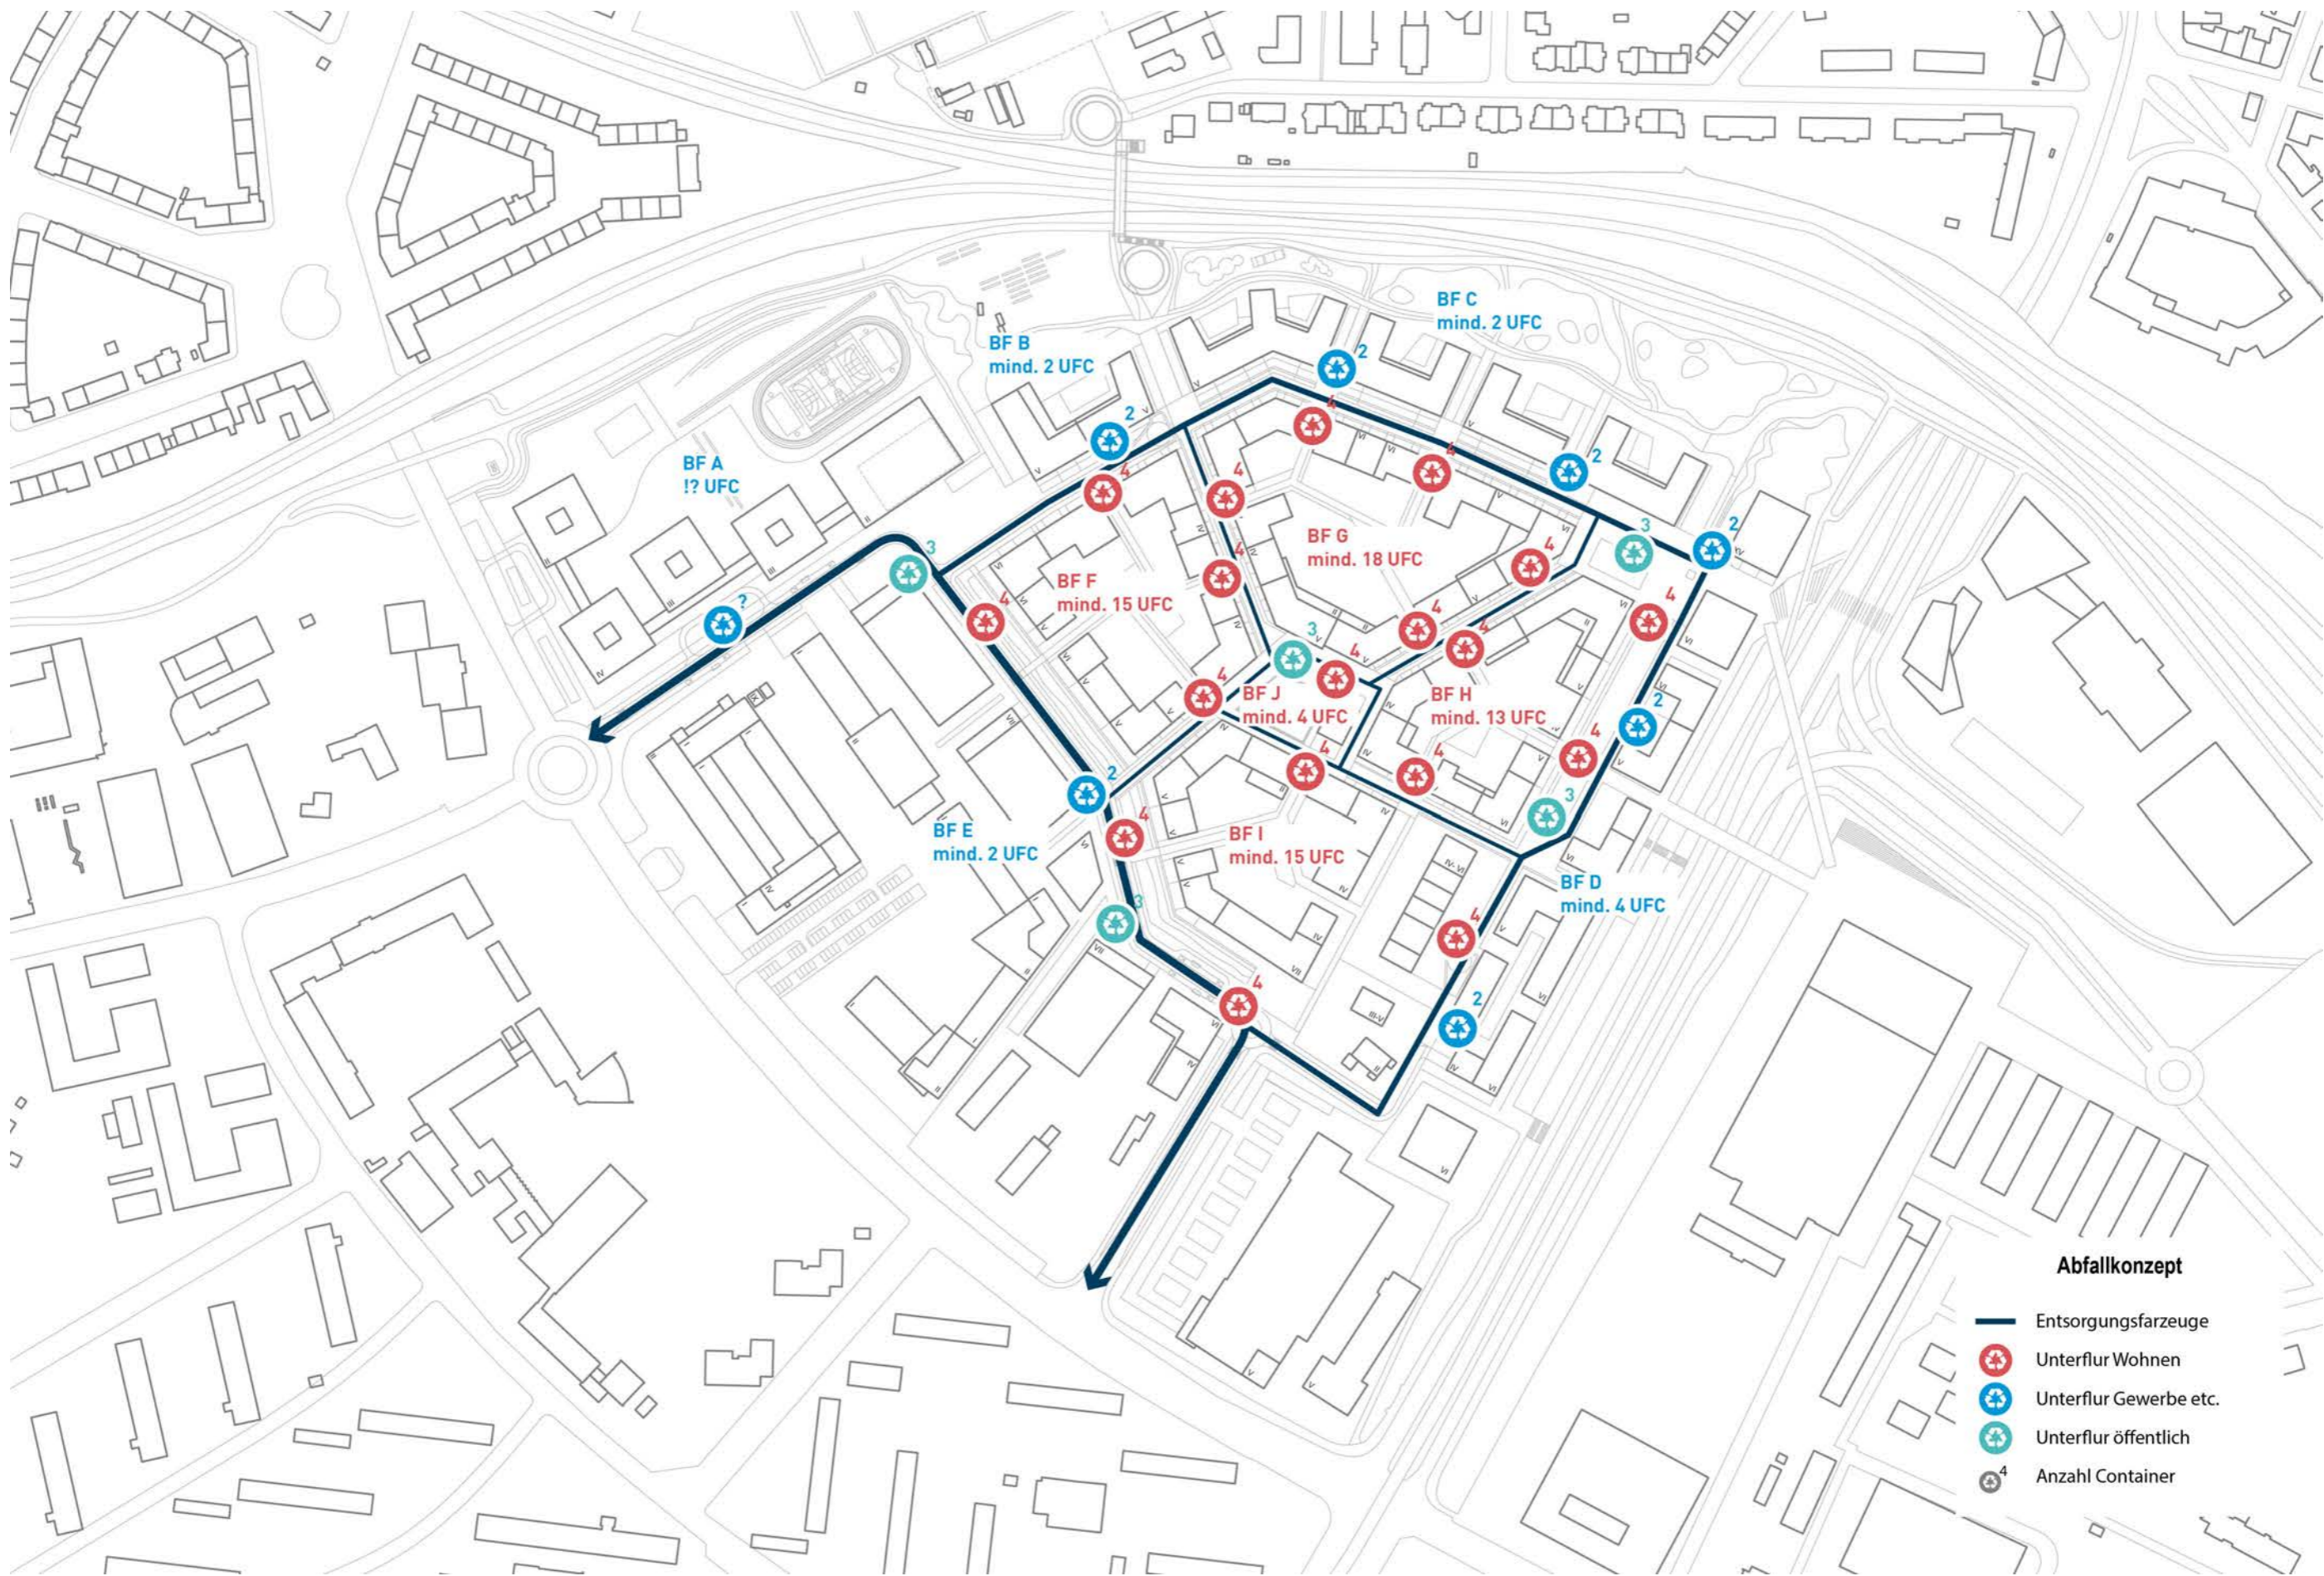 BF C
mind. 2 UFC
BF B
mind. 2 UFC
2
2
4
BF A
!? UFC
4
4
4
2
BF G
mind. 18 UFC
3
2
3
4
4
BF F
mind. 15 UFC
4
?
4
4
4
4
3
4
4
BF J
mind. 4 UFC
BF H
mind. 13 UFC
2
4
4
4
2
3
BF E
mind. 2 UFC
4
BF I
mind. 15 UFC
BF D
mind. 4 UFC
3
4
4
2
Abfallkonzept
Entsorgungsfarzeuge
Unterflur Wohnen
Unterflur Gewerbe etc.
Unterflur öffentlich
4
Anzahl Container